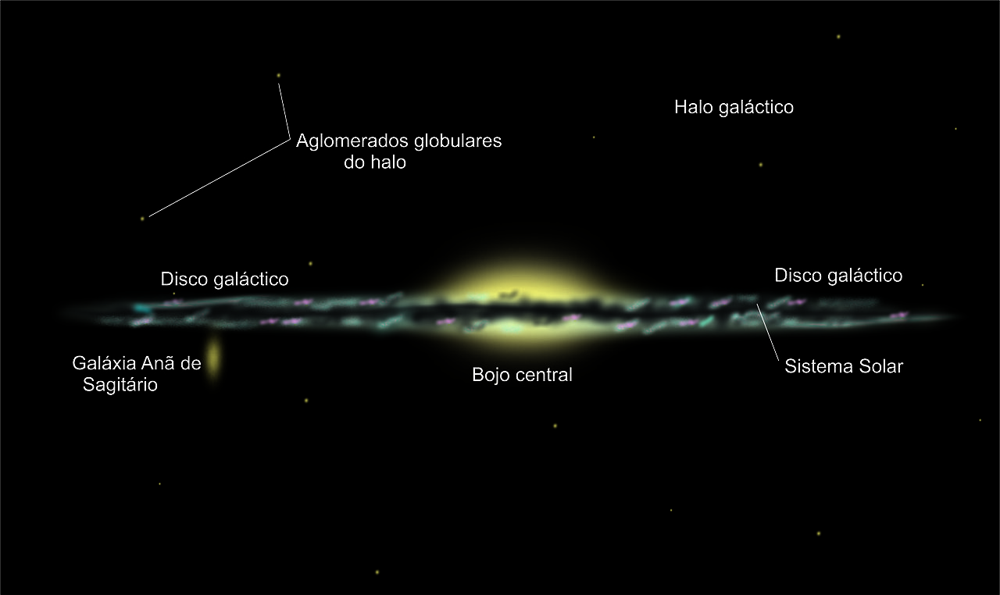 Halo galáctico
Aglomerados globulares
do halo
Disco galáctico
Disco galáctico
Galáxia Anã de
Sagitário
Bojo central
Sistema Solar